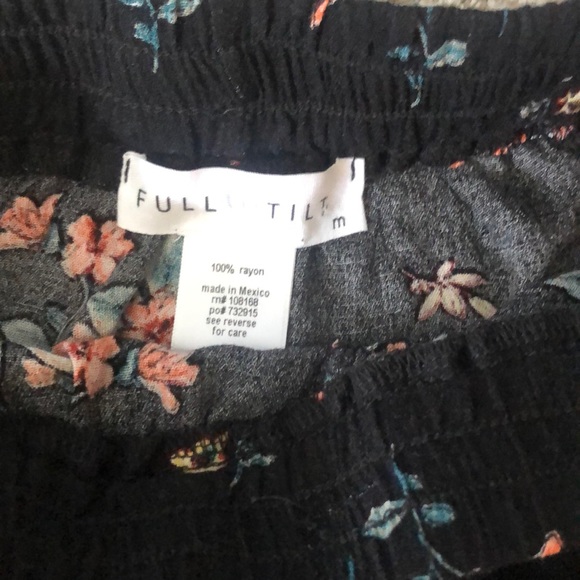 FULL TILT
m
100% rayon
made in Mexico
rn# 108168
po# 732915
see reverse
for care